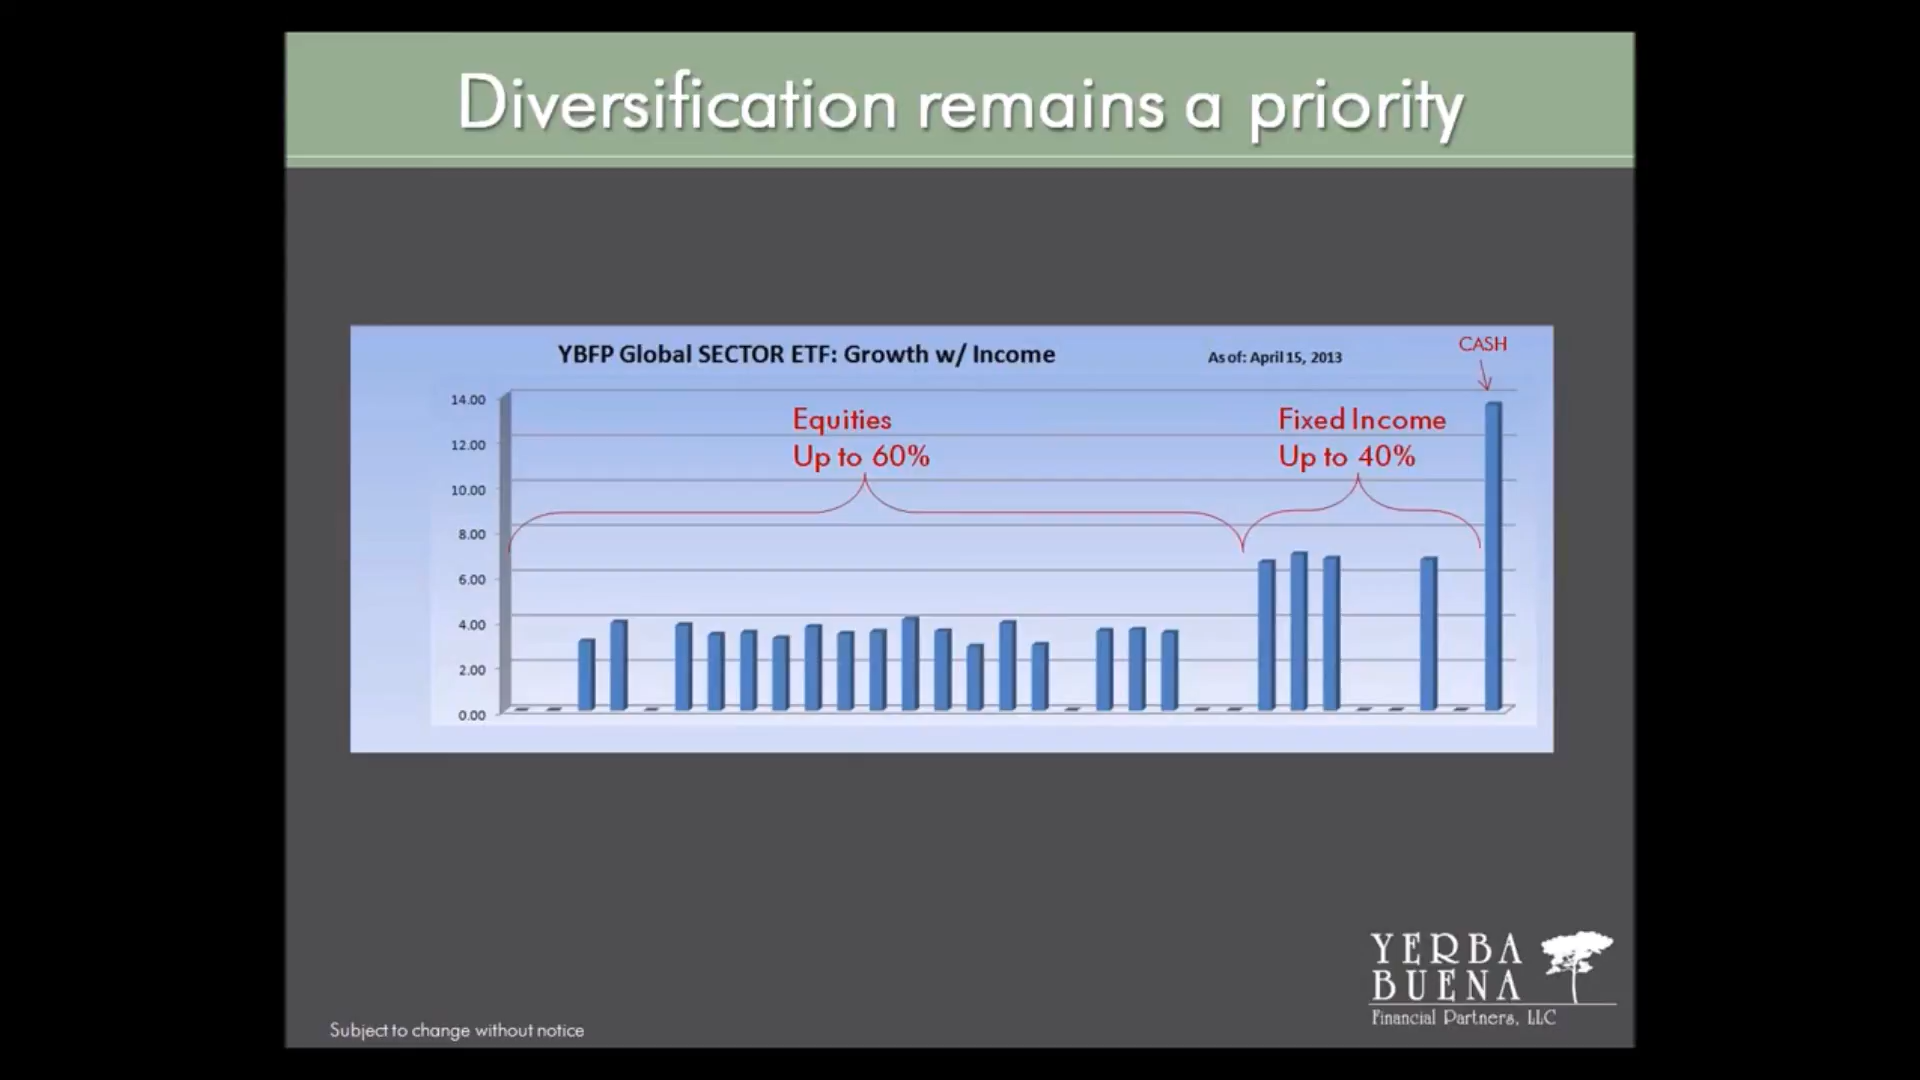 Diversification remains a priority
YBFP Global SECTOR ETF: Growth w/ Income
As of: April 15, 2013
CASH
14.00
12.00
10.00
8.00
6.00
4.00
2.00
0.00
Equities
Up to 60%
Fixed Income
Up to 40%
YERBA
BUENA
Financial Partners, LLC
Subject to change without notice